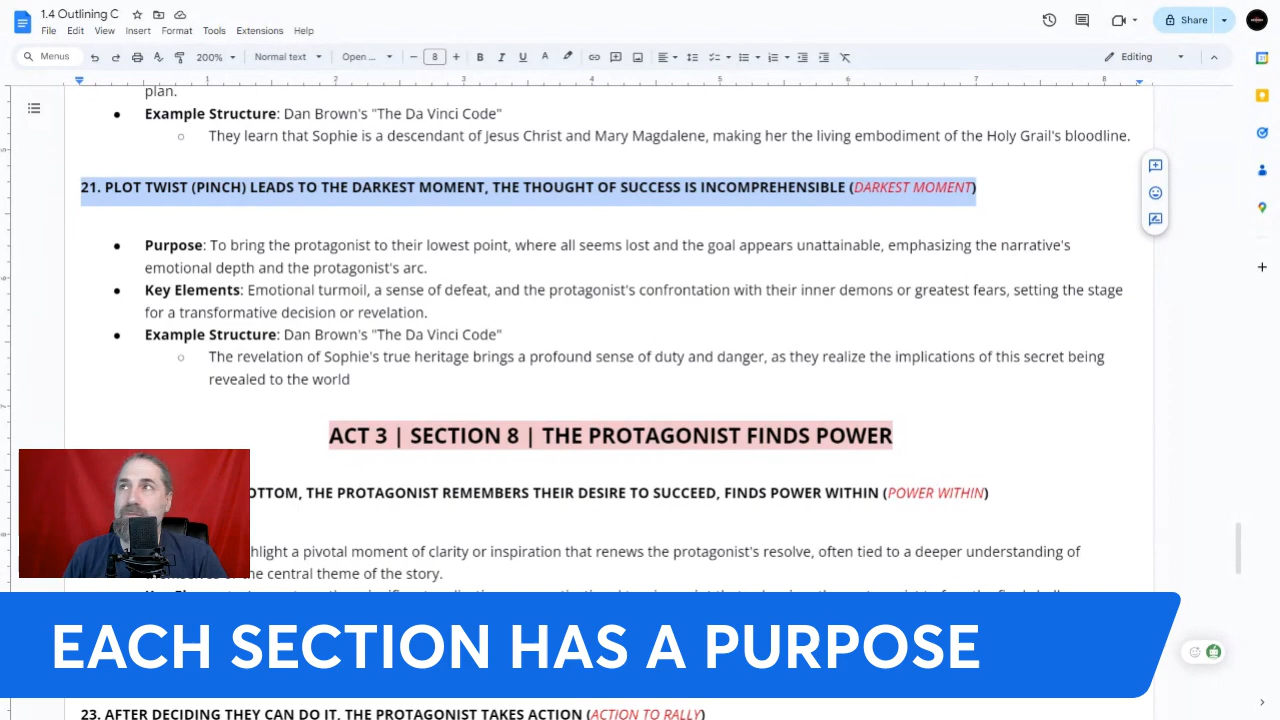 1.4 Outlining C
File Edit View Insert Format Tools Extensions Help
Share
Menus
200%
Normal text
Open ...
8
Editing
1 2 3 4 5 6 7 8
plan.
● Example Structure: Dan Brown's "The Da Vinci Code"
○ They learn that Sophie is a descendant of Jesus Christ and Mary Magdalene, making her the living embodiment of the Holy Grail's bloodline.
21. PLOT TWIST (PINCH) LEADS TO THE DARKEST MOMENT, THE THOUGHT OF SUCCESS IS INCOMPREHENSIBLE (DARKEST MOMENT)
● Purpose: To bring the protagonist to their lowest point, where all seems lost and the goal appears unattainable, emphasizing the narrative's
emotional depth and the protagonist's arc.
● Key Elements: Emotional turmoil, a sense of defeat, and the protagonist's confrontation with their inner demons or greatest fears, setting the stage
for a transformative decision or revelation.
● Example Structure: Dan Brown's "The Da Vinci Code"
○ The revelation of Sophie's true heritage brings a profound sense of duty and danger, as they realize the implications of this secret being
revealed to the world
ACT 3 | SECTION 8 | THE PROTAGONIST FINDS POWER
OTTOM, THE PROTAGONIST REMEMBERS THEIR DESIRE TO SUCCEED, FINDS POWER WITHIN (POWER WITHIN)
hlight a pivotal moment of clarity or inspiration that renews the protagonist's resolve, often tied to a deeper understanding of
the central theme of the story.
EACH SECTION HAS A PURPOSE
23. AFTER DECIDING THEY CAN DO IT, THE PROTAGONIST TAKES ACTION (ACTION TO RALLY)